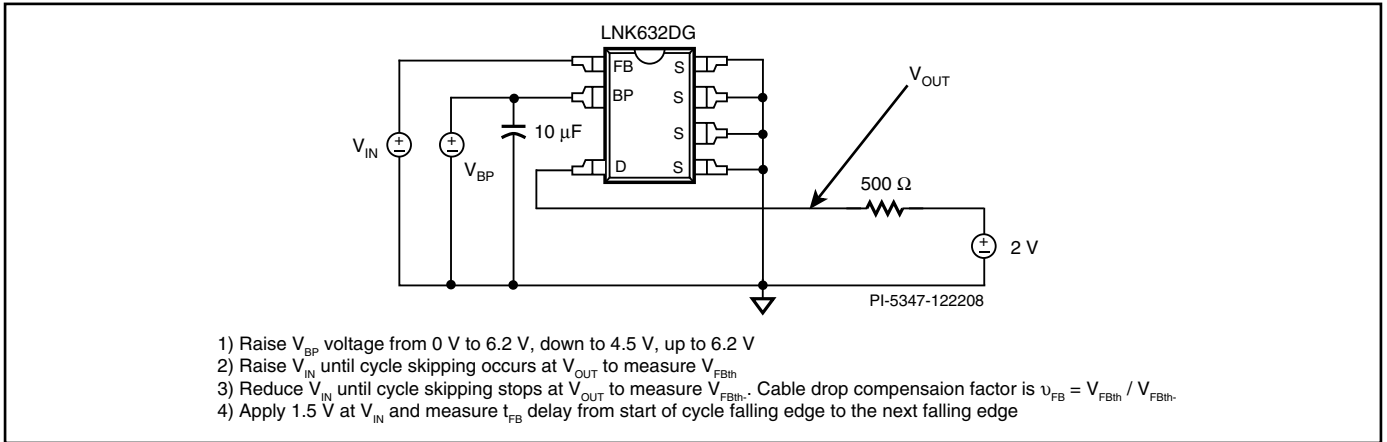 LNK632DG
FB S
BP S
S
D S
V_OUT
10 µF
V_IN
V_BP
500 Ω
2 V
PI-5347-122208
1) Raise V_BP voltage from 0 V to 6.2 V, down to 4.5 V, up to 6.2 V
2) Raise V_IN until cycle skipping occurs at V_OUT to measure V_FBth
3) Reduce V_IN until cycle skipping stops at V_OUT to measure V_FBth-. Cable drop compensaion factor is υ_FB = V_FBth / V_FBth-
4) Apply 1.5 V at V_IN and measure t_FB delay from start of cycle falling edge to the next falling edge